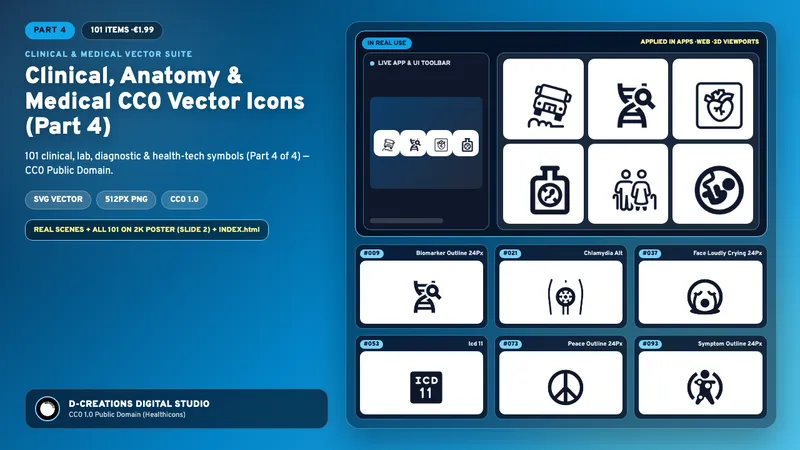 PART 4
101 ITEMS · €1.99
CLINICAL & MEDICAL VECTOR SUITE
Clinical, Anatomy &
Medical CC0 Vector Icons
(Part 4)
101 clinical, lab, diagnostic & health-tech symbols (Part 4 of 4) —
CC0 Public Domain.
SVG VECTOR
512PX PNG
CC0 1.0
REAL SCENES + ALL 101 ON 2K POSTER (SLIDE 2) + INDEX.html
D-CREATIONS DIGITAL STUDIO
CC0 1.0 Public Domain (Healthicons)
IN REAL USE
APPLIED IN APPS · WEB · 3D VIEWPORTS
LIVE APP & UI TOOLBAR
#009
Biomarker Outline 24Px
#021
Chlamydia Alt
#037
Face Loudly Crying 24Px
#053
Icd 11
ICD
11
#073
Peace Outline 24Px
#093
Symptom Outline 24Px